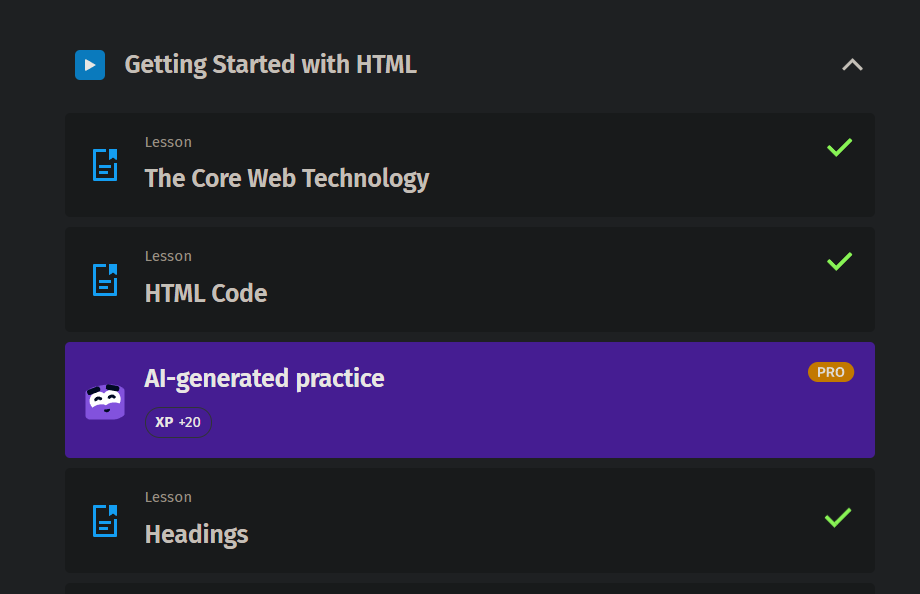 Getting Started with HTML
Lesson
The Core Web Technology
Lesson
HTML Code
AI-generated practice
PRO
XP +20
Lesson
Headings